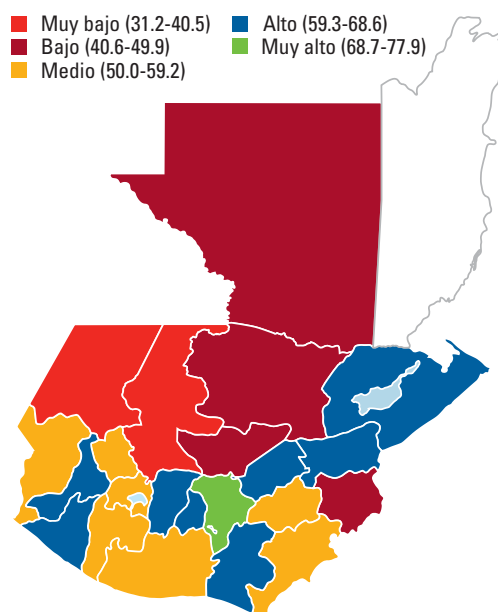 Muy bajo (31.2-40.5)
Bajo (40.6-49.9)
Medio (50.0-59.2)
Alto (59.3-68.6)
Muy alto (68.7-77.9)